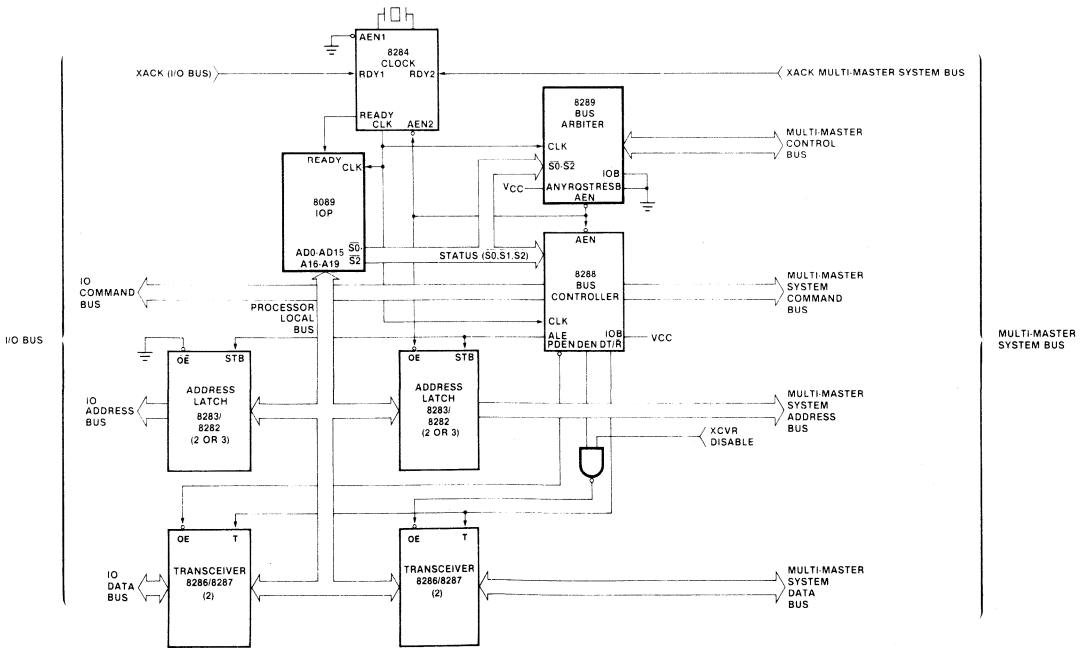 AEN1
8284
CLOCK
XACK (I/O BUS)
RDY1
RDY2
XACK MULTI-MASTER SYSTEM BUS
READY
CLK
AEN2
8289
BUS
ARBITER
CLK
S0-S2
IOB
VCC
ANYRQSTRESB
AEN
MULTI-MASTER
CONTROL
BUS
READY
CLK
8089
IOP
AD0-AD15
A16-A19
S0-
S2
STATUS (S0,S1,S2)
AEN
8288
BUS
CONTROLLER
CLK
ALE
IOB
PDEN
DEN
DT/R
VCC
IO
COMMAND
BUS
PROCESSOR
LOCAL
BUS
MULTI-MASTER
SYSTEM
COMMAND
BUS
I/O BUS
MULTI-MASTER
SYSTEM BUS
OE
STB
ADDRESS
LATCH
8283/
8282
(2 OR 3)
OE
STB
ADDRESS
LATCH
8283/
8282
(2 OR 3)
IO
ADDRESS
BUS
MULTI-MASTER
SYSTEM
ADDRESS
BUS
XCVR
DISABLE
OE
T
TRANSCEIVER
8286/8287
(2)
OE
T
TRANSCEIVER
8286/8287
(2)
IO
DATA
BUS
MULTI-MASTER
SYSTEM
DATA
BUS